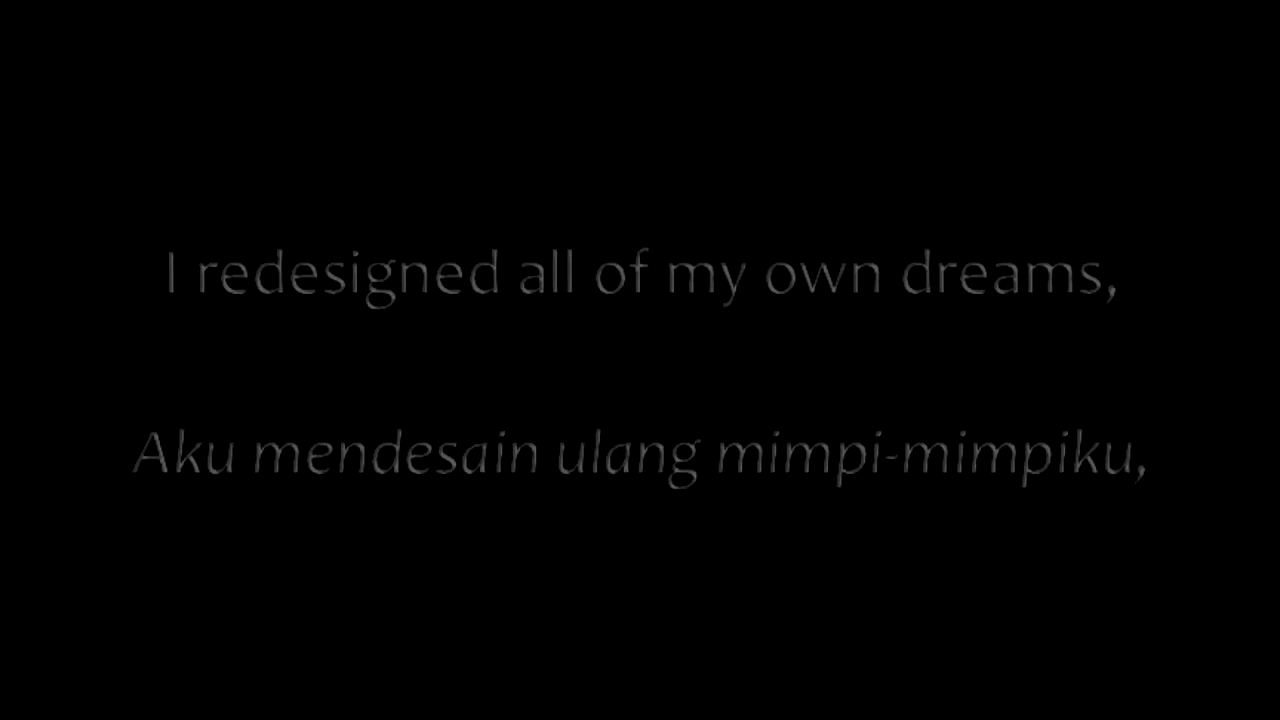 I redesigned all of my own dreams,
Aku mendesain ulang mimpi-mimpiku,